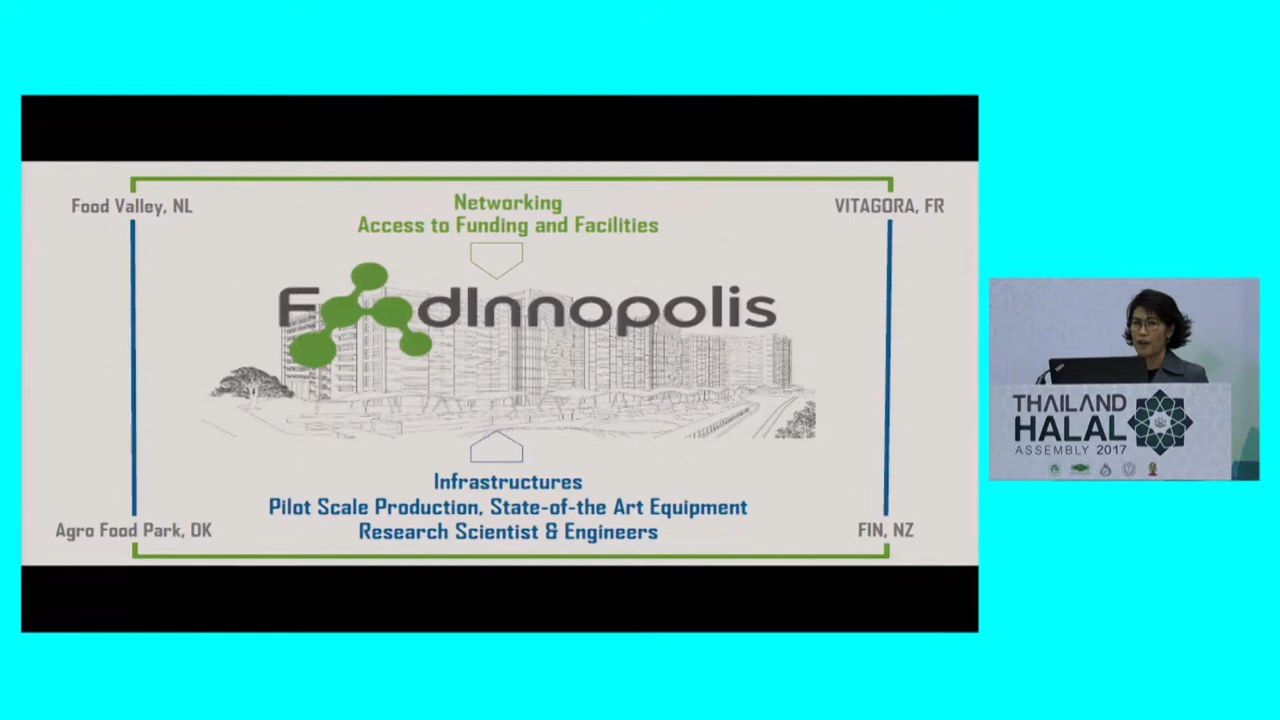 Food Valley, NL
Networking
Access to Funding and Facilities
VITAGORA, FR
FoodInnopolis
Infrastructures
Pilot Scale Production, State-of-the Art Equipment
Research Scientist & Engineers
Agro Food Park, DK
FIN, NZ
THAILAND
HALAL
ASSEMBLY 2017